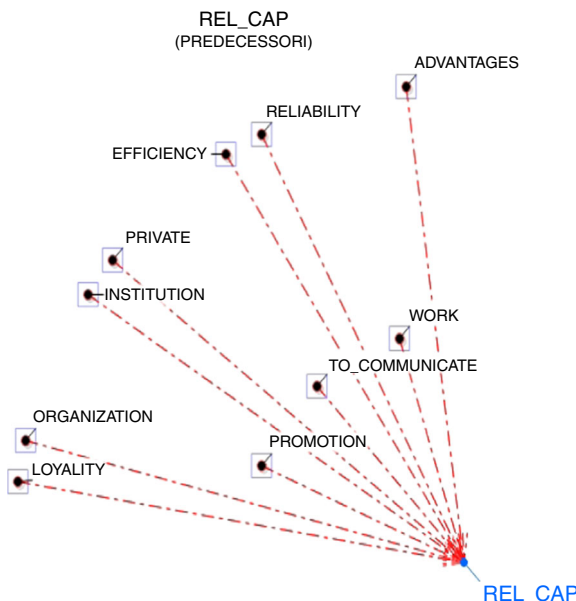 REL_CAP
(PREDECESSORI)
ADVANTAGES
RELIABILITY
EFFICIENCY
PRIVATE
INSTITUTION
WORK
TO_COMMUNICATE
ORGANIZATION
PROMOTION
LOYALITY
REL_CAP